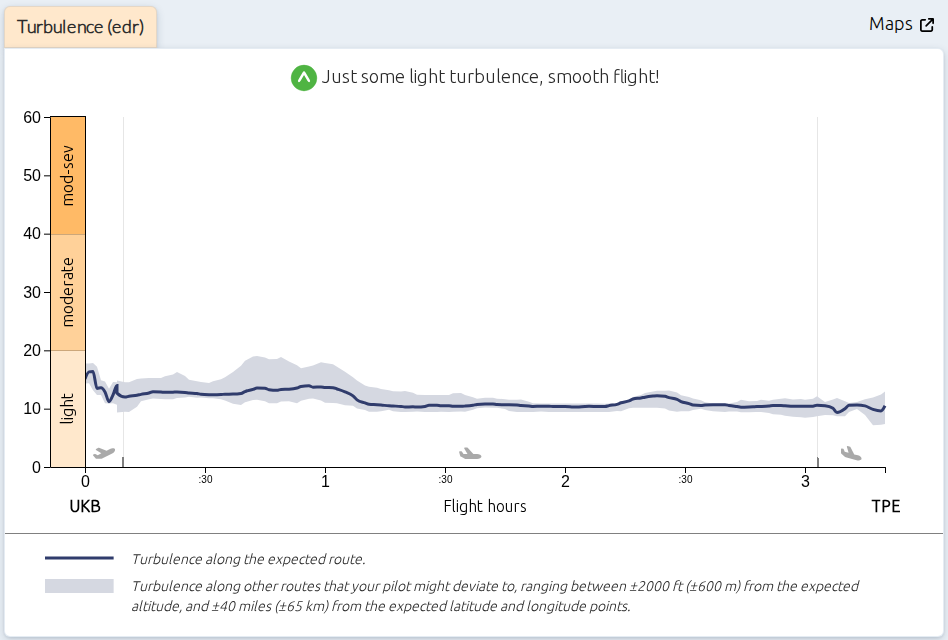 Turbulence (edr)
Maps
Just some light turbulence, smooth flight!
60
50
40
30
20
10
0
mod-sev
moderate
light
0 :30 1 :30 2 :30 3
UKB Flight hours TPE
Turbulence along the expected route.
Turbulence along other routes that your pilot might deviate to, ranging between ±2000 ft (±600 m) from the expected
altitude, and ±40 miles (±65 km) from the expected latitude and longitude points.